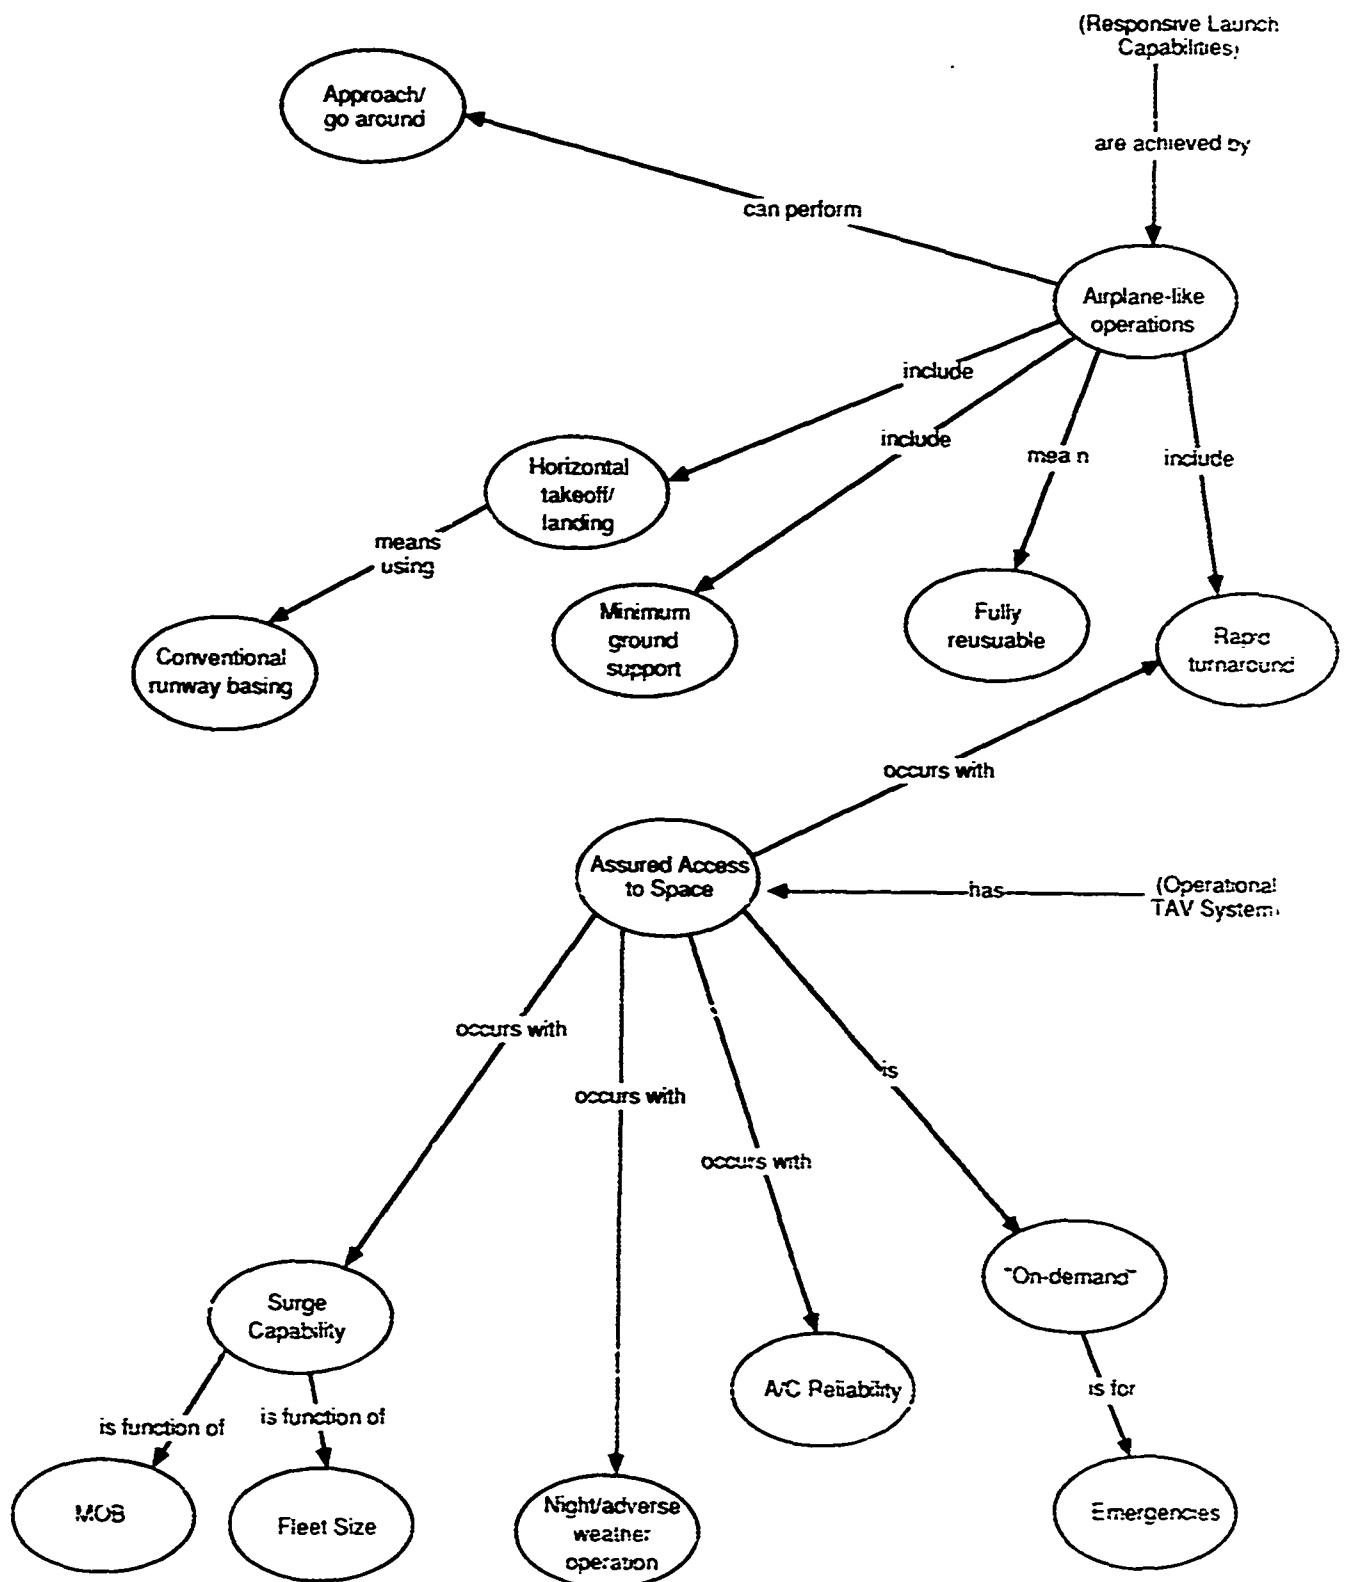 (Responsive Launch
Capabilities)
Approach/
go around
are achieved by
can perform
Airplane-like
operations
include
include
mean
include
Horizontal
takeoff/
landing
means
using
Minimum
ground
support
Fully
reusuable
Rapid
turnaround
Conventional
runway basing
occurs with
Assured Access
to Space
has
(Operational
TAV System)
occurs with
is
occurs with
occurs with
"On-demand"
Surge
Capability
A/C Reliability
is for
is function of
is function of
MOB
Fleet Size
Night/adverse
weather
operation
Emergencies